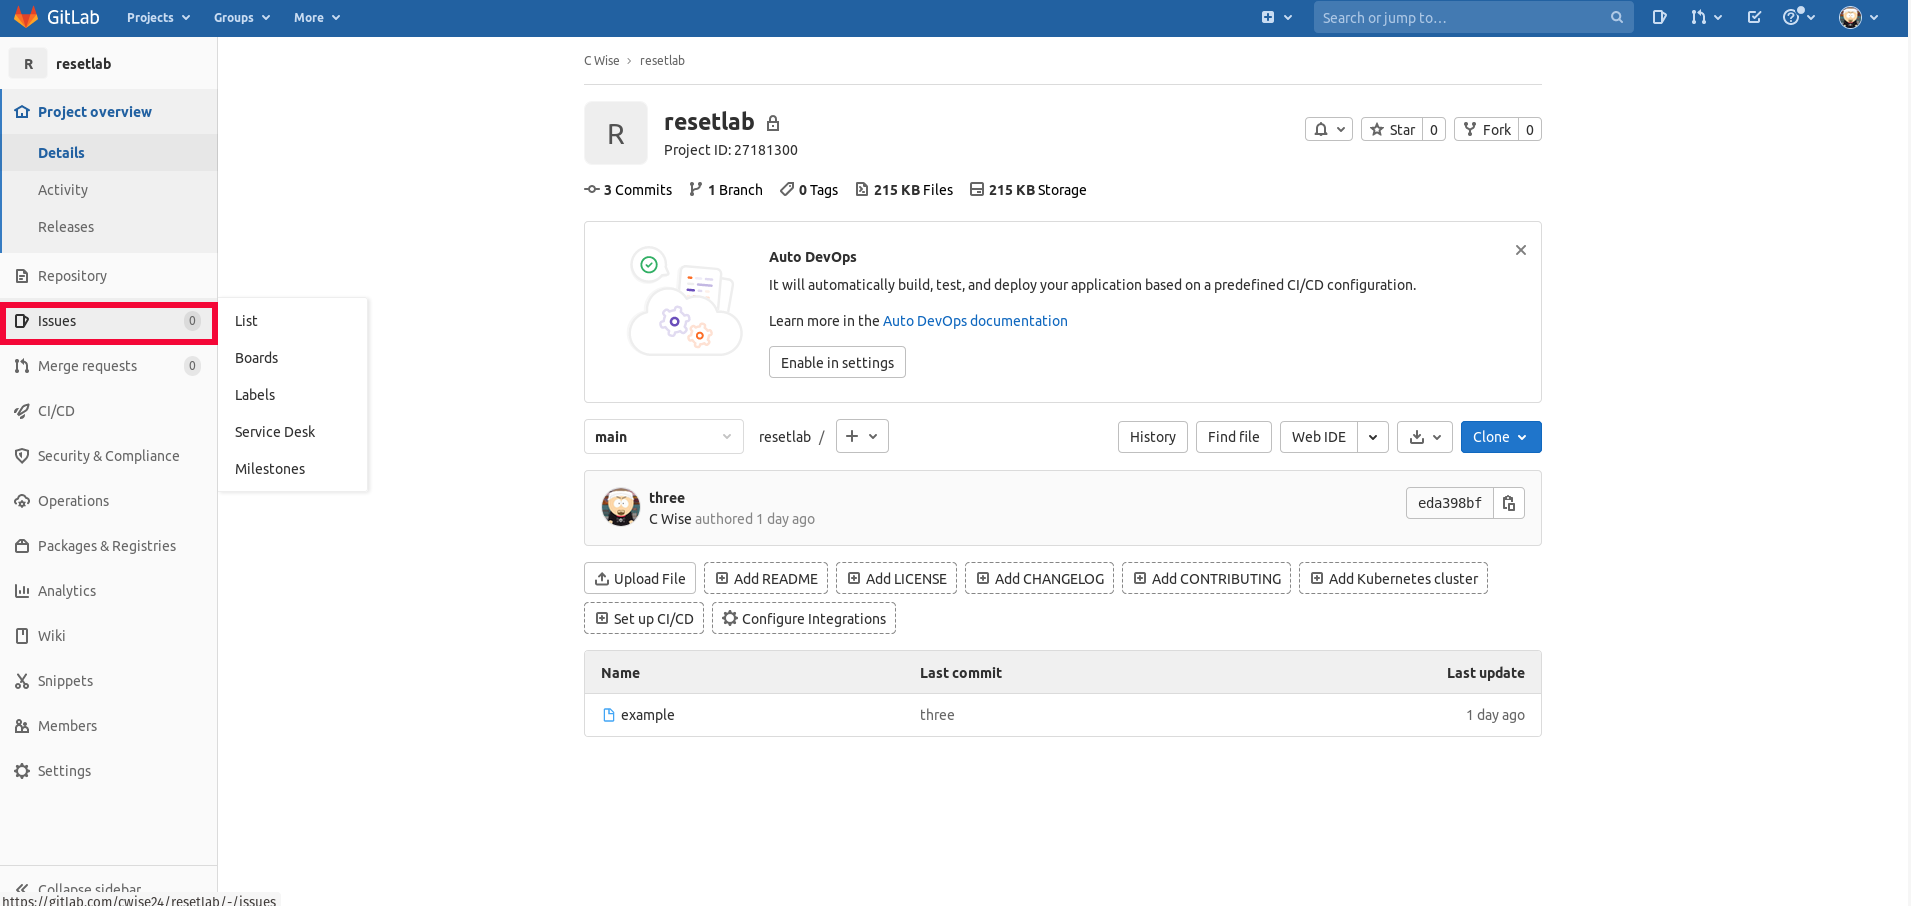 GitLab Projects Groups More Search or jump to...
R resetlab
Project overview
Details
Activity
Releases
Repository
Issues 0
Merge requests 0
CI/CD
Security & Compliance
Operations
Packages & Registries
Analytics
Wiki
Snippets
Members
Settings
Collapse sidebar
https://gitlab.com/cwise24/resetlab/-/issues
List
Boards
Labels
Service Desk
Milestones
C Wise › resetlab
R
resetlab
Project ID: 27181300
Star 0 Fork 0
3 Commits 1 Branch 0 Tags 215 KB Files 215 KB Storage
Auto DevOps
It will automatically build, test, and deploy your application based on a predefined CI/CD configuration.
Learn more in the Auto DevOps documentation
Enable in settings
main resetlab / + History Find file Web IDE Clone
three
C Wise authored 1 day ago
eda398bf
Upload File Add README Add LICENSE Add CHANGELOG Add CONTRIBUTING Add Kubernetes cluster
Set up CI/CD Configure Integrations
Name Last commit Last update
example three 1 day ago